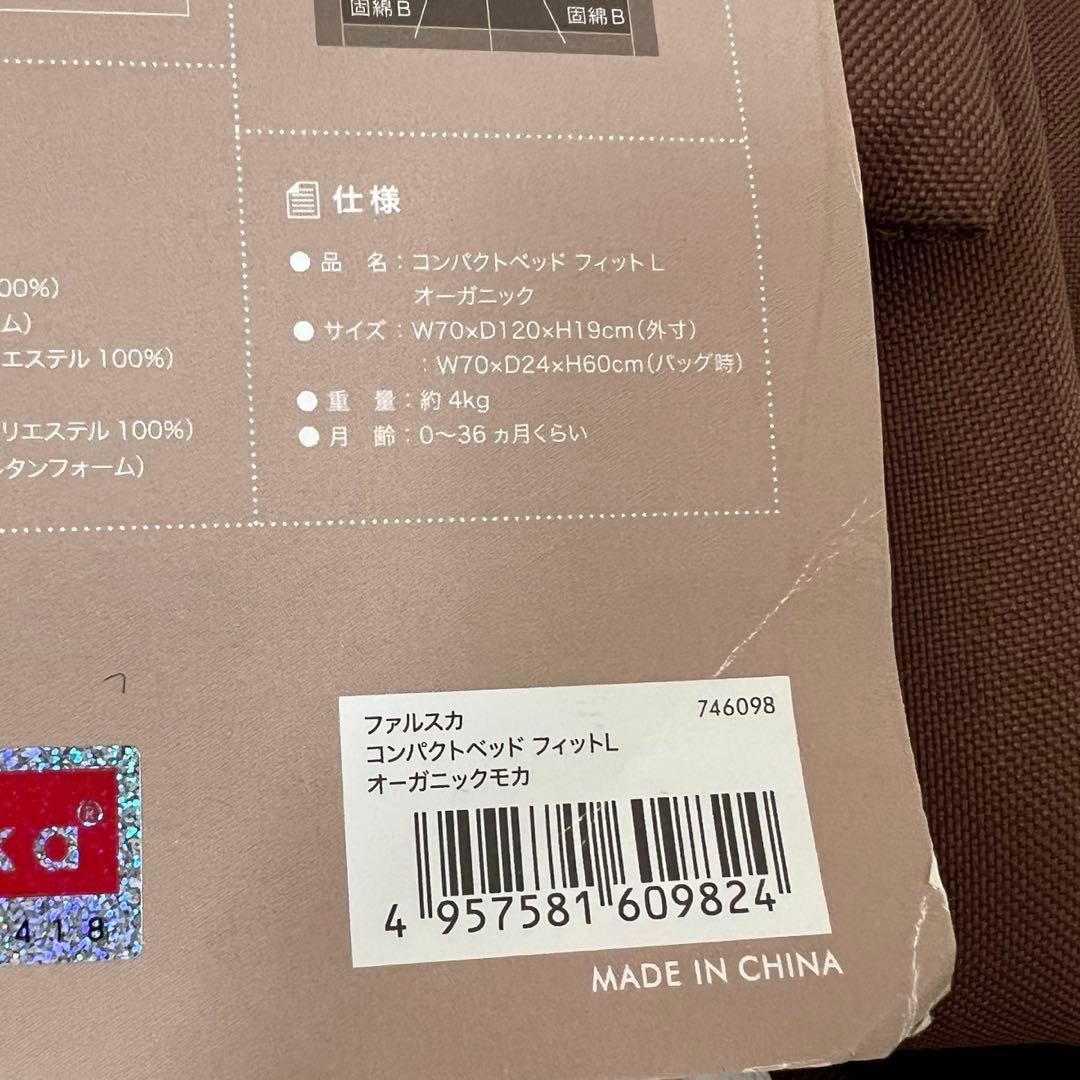 固綿B
固綿B
00%)
ム)
エステル 100%)
リエステル 100%)
タンフォーム)
仕様
● 品 名：コンパクトベッド フィット L
オーガニック
● サイズ：W70×D120×H19cm(外寸)
：W70×D24×H60cm(バッグ時)
● 重 量：約 4kg
● 月 齢：0〜36 ヵ月くらい
ファルスカ
746098
コンパクトベッド フィットL
オーガニックモカ
4 957581 609824
ka®
418
MADE IN CHINA